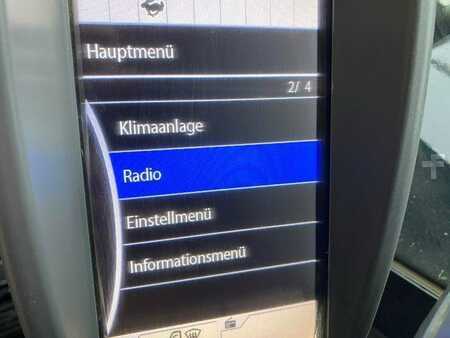 Hauptmenü
2/ 4
Klimaanlage
Radio
Einstellmenü
Informationsmenü